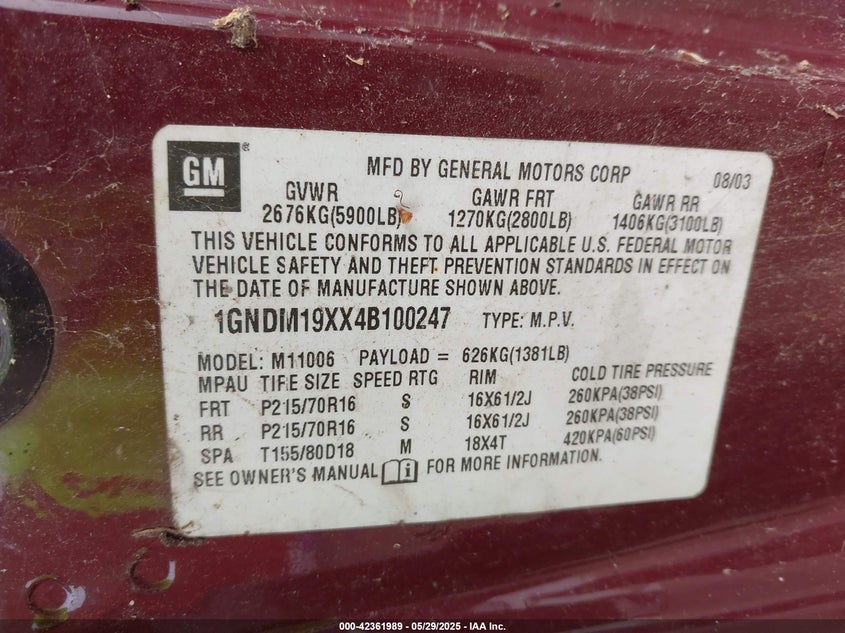 GM ®
MFD BY GENERAL MOTORS CORP 08/03
GVWR GAWR FRT GAWR RR
2676KG(5900LB) 1270KG(2800LB) 1406KG(3100LB)
THIS VEHICLE CONFORMS TO ALL APPLICABLE U.S. FEDERAL MOTOR
VEHICLE SAFETY AND THEFT PREVENTION STANDARDS IN EFFECT ON
THE DATE OF MANUFACTURE SHOWN ABOVE.
1GNDM19XX4B100247 TYPE: M.P.V.
MODEL: M11006 PAYLOAD = 626KG(1381LB)
MPAU TIRE SIZE SPEED RTG RIM COLD TIRE PRESSURE
FRT P215/70R16 S 16X61/2J 260KPA(38PSI)
RR P215/70R16 S 16X61/2J 260KPA(38PSI)
SPA T155/80D18 M 18X4T 420KPA(60PSI)
SEE OWNER'S MANUAL i FOR MORE INFORMATION.
000-42361989 - 05/29/2025 - IAA Inc.